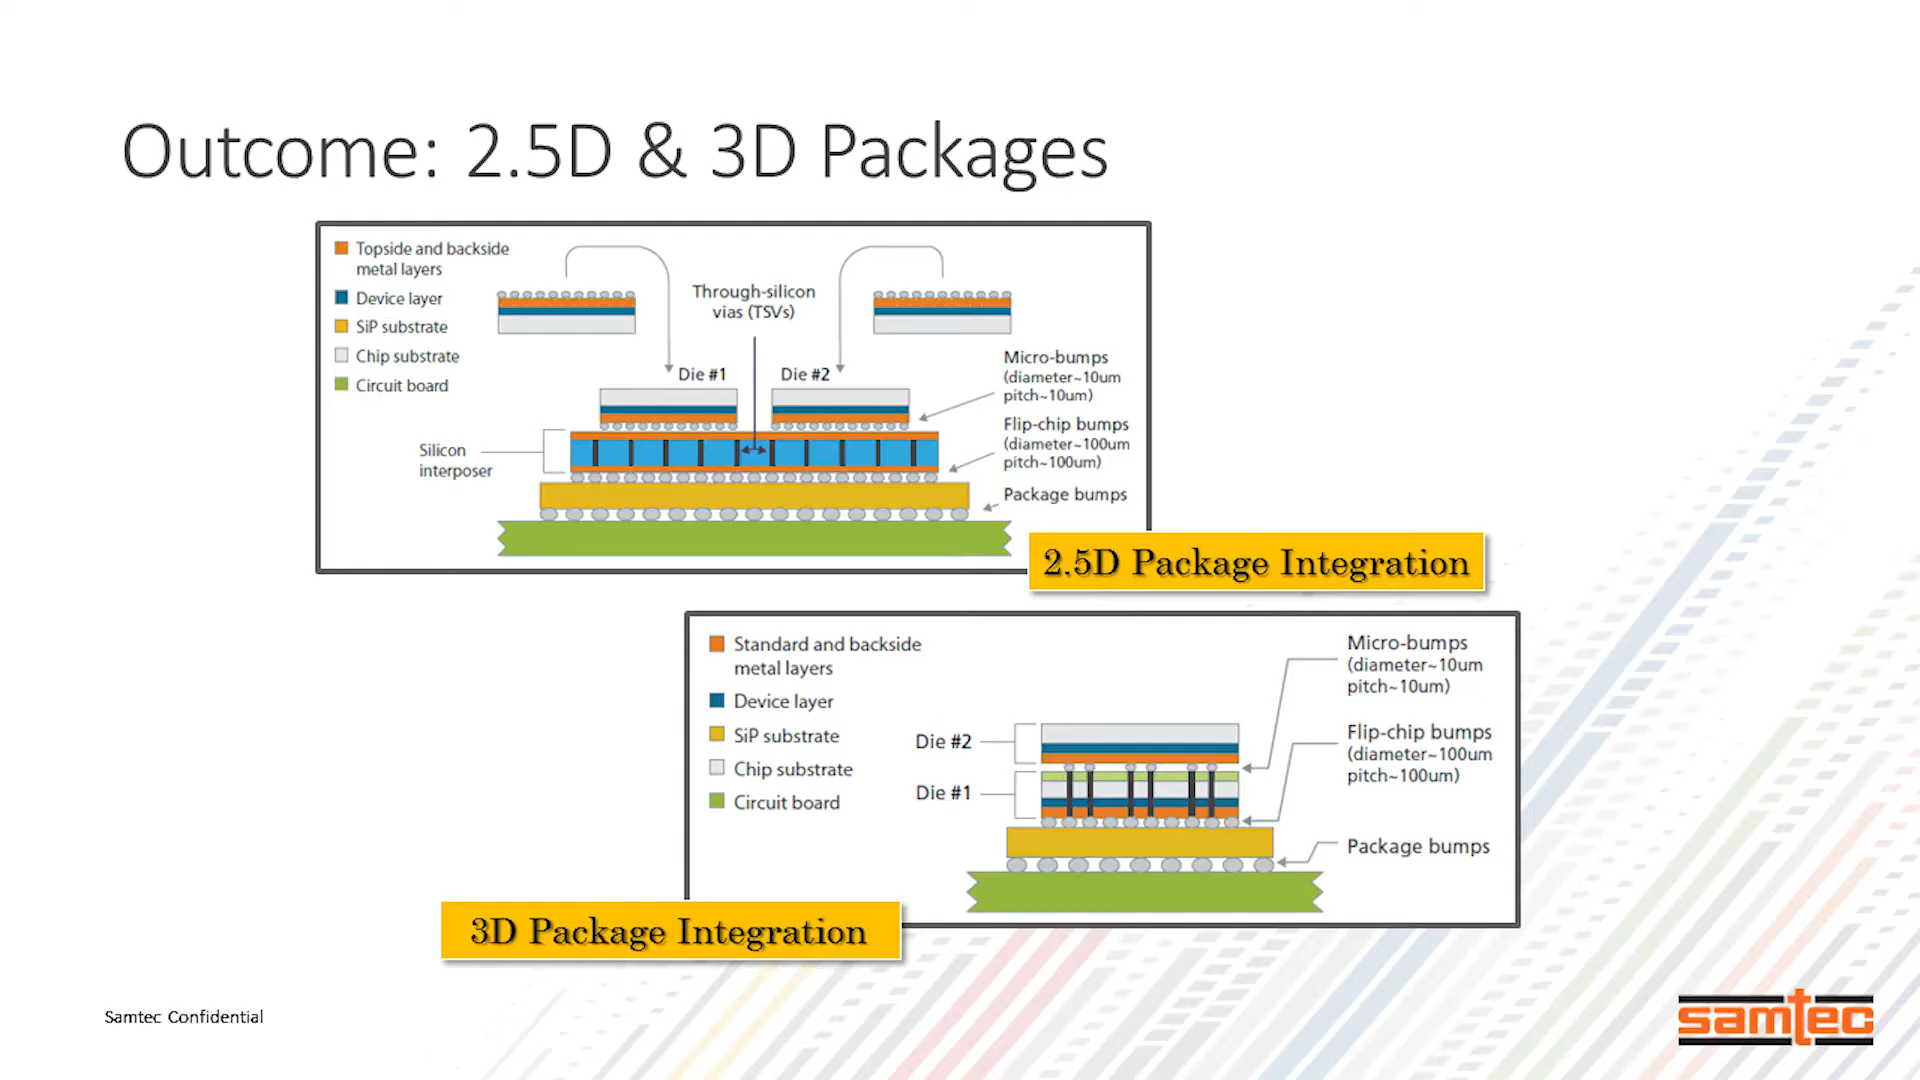 Outcome: 2.5D & 3D Packages
Topside and backside
metal layers
Device layer
SiP substrate
Chip substrate
Circuit board
Through-silicon
vias (TSVs)
Die #1
Die #2
Micro-bumps
(diameter~10um
pitch~10um)
Flip-chip bumps
(diameter~100um
pitch~100um)
Package bumps
Silicon
interposer
2.5D Package Integration
Standard and backside
metal layers
Device layer
SiP substrate
Chip substrate
Circuit board
Die #2
Die #1
Micro-bumps
(diameter~10um
pitch~10um)
Flip-chip bumps
(diameter~100um
pitch~100um)
Package bumps
3D Package Integration
Samtec Confidential
samtec